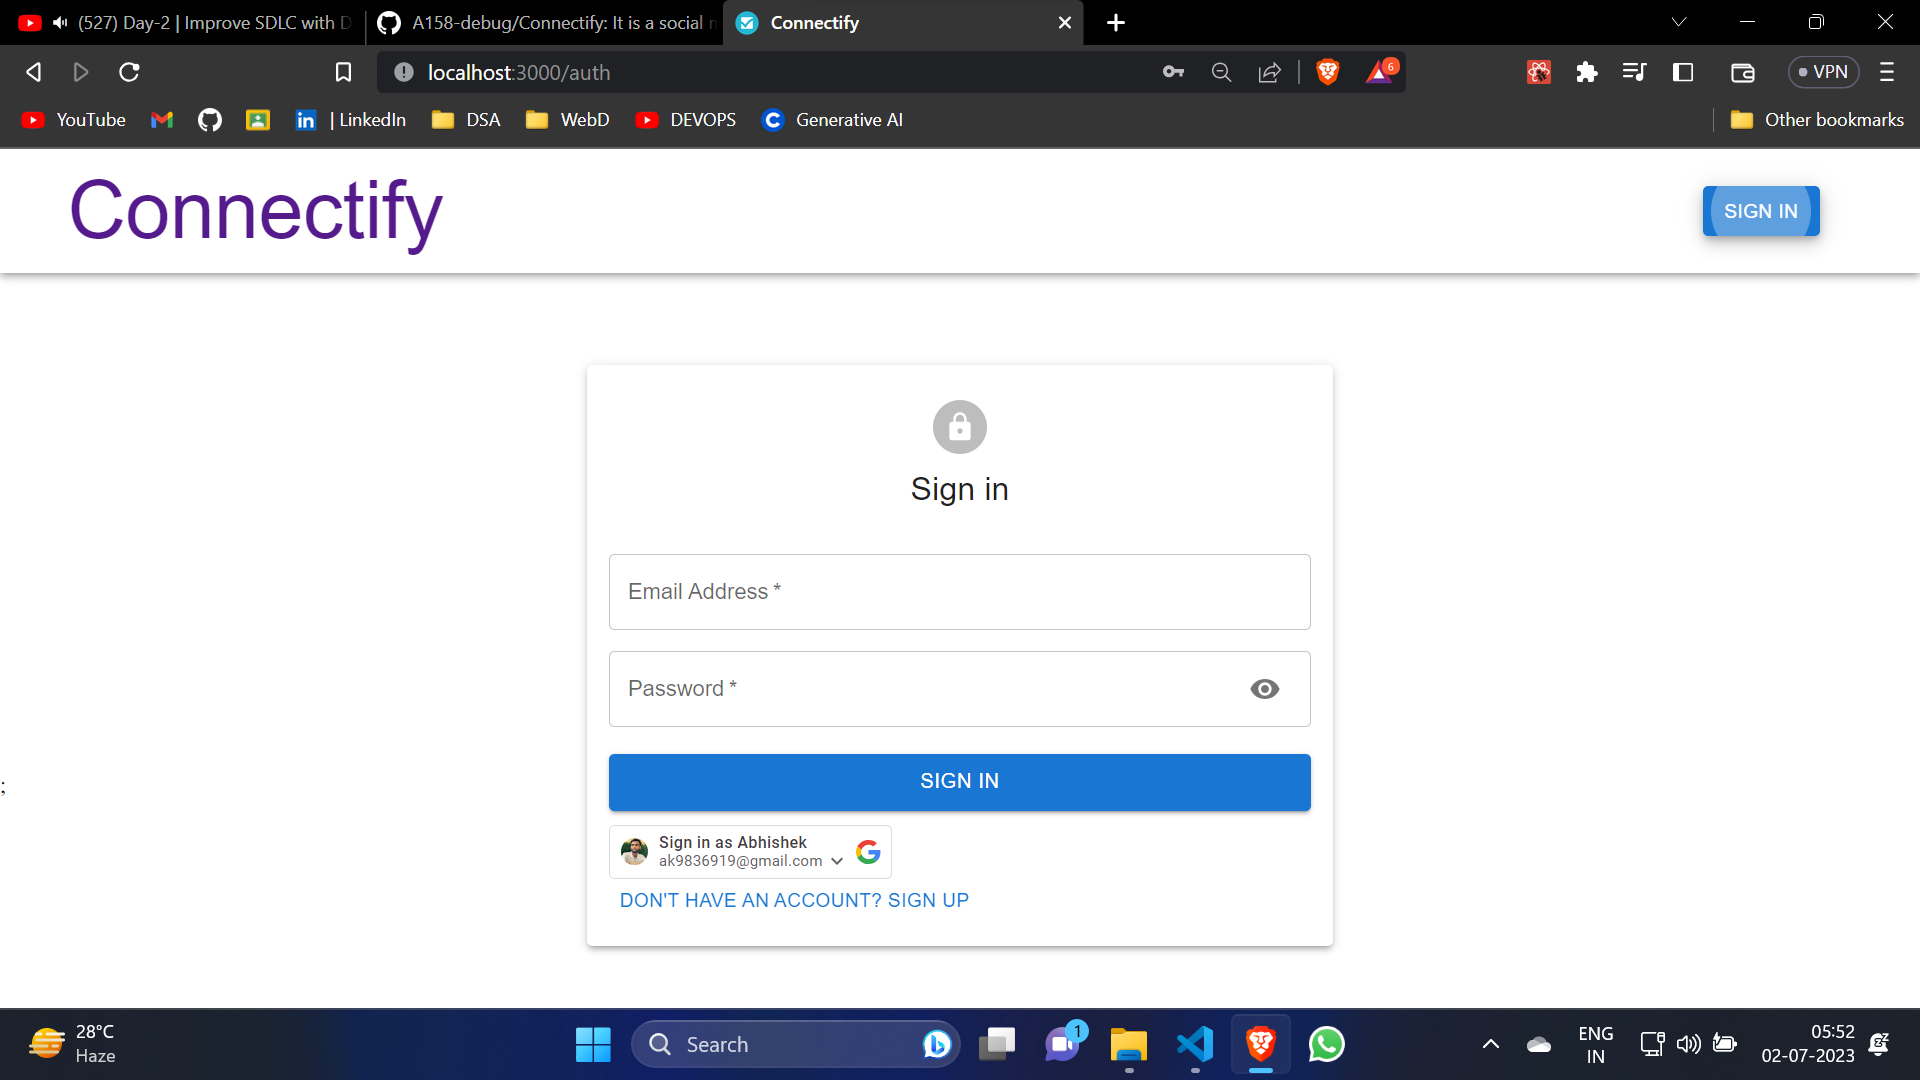 (527) Day-2 | Improve SDLC with D
A158-debug/Connectify: It is a social m
Connectify
localhost:3000/auth
6
VPN
YouTube
| LinkedIn
DSA
WebD
DEVOPS
Generative AI
Other bookmarks
Connectify
SIGN IN
Sign in
Email Address *
Password *
;
SIGN IN
Sign in as Abhishek
ak9836919@gmail.com
DON'T HAVE AN ACCOUNT? SIGN UP
28°C
Haze
Search
1
ENG
IN
05:52
02-07-2023